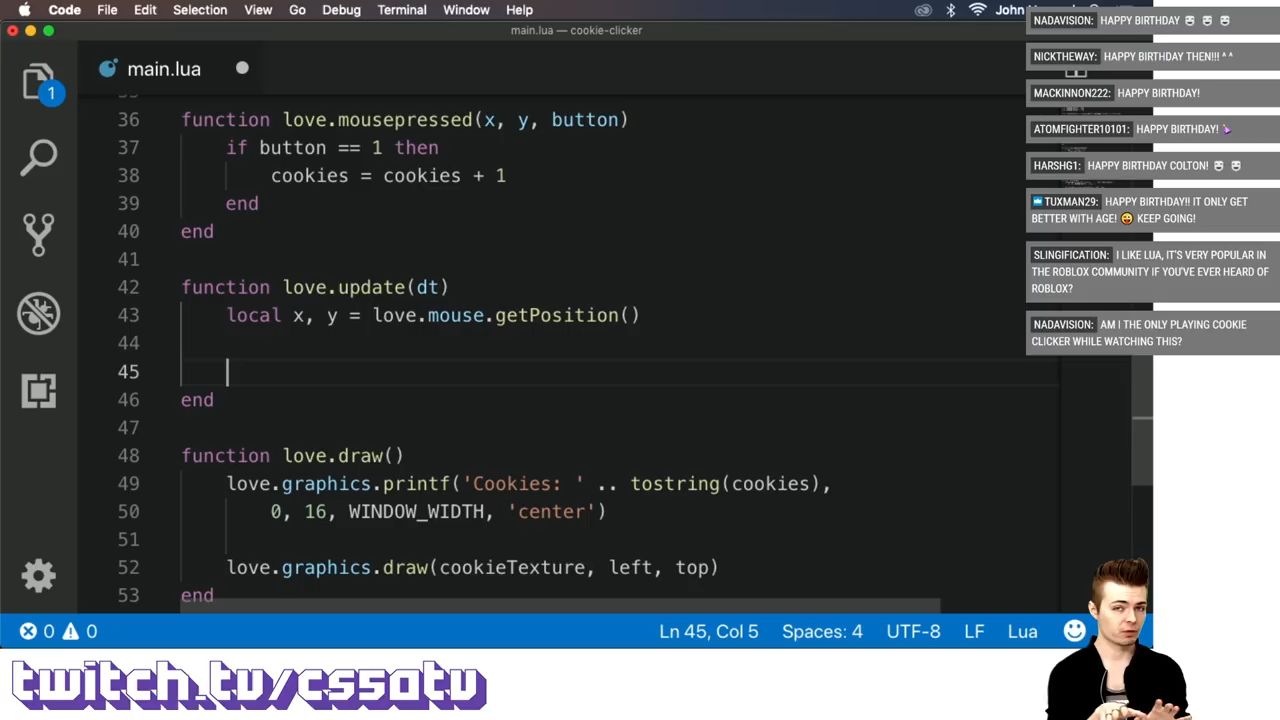 Code File Edit Selection View Go Debug Terminal Window Help
main.lua — cookie-clicker
main.lua
1
36 function love.mousepressed(x, y, button)
37 if button == 1 then
38 cookies = cookies + 1
39 end
40 end
41
42 function love.update(dt)
43 local x, y = love.mouse.getPosition()
44
45
46 end
47
48 function love.draw()
49 love.graphics.printf('Cookies: ' .. tostring(cookies),
50 0, 16, WINDOW_WIDTH, 'center')
51
52 love.graphics.draw(cookieTexture, left, top)
53 end
0 0 Ln 45, Col 5 Spaces: 4 UTF-8 LF Lua
twitch.tv/cs50tv
NADAVISION: HAPPY BIRTHDAY
NICKTHEWAY: HAPPY BIRTHDAY THEN!!! ^ ^
MACKINNON222: HAPPY BIRTHDAY!
ATOMFIGHTER10101: HAPPY BIRTHDAY!
HARSHG1: HAPPY BIRTHDAY COLTON!
TUXMAN29: HAPPY BIRTHDAY!! IT ONLY GET
BETTER WITH AGE! 😜 KEEP GOING!
SLINGIFICATION: I LIKE LUA, IT'S VERY POPULAR IN
THE ROBLOX COMMUNITY IF YOU'VE EVER HEARD OF
ROBLOX?
NADAVISION: AM I THE ONLY PLAYING COOKIE
CLICKER WHILE WATCHING THIS?